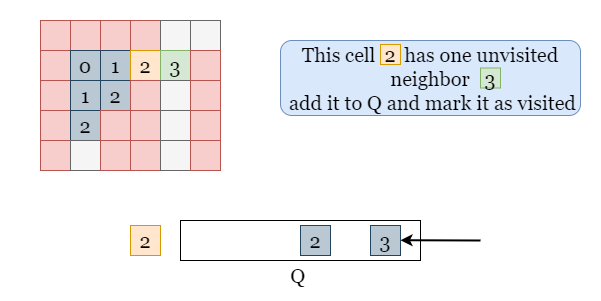 0 1 2 3
1 2
2
This cell 2 has one unvisited
neighbor 3
add it to Q and mark it as visited
2 2 3
Q